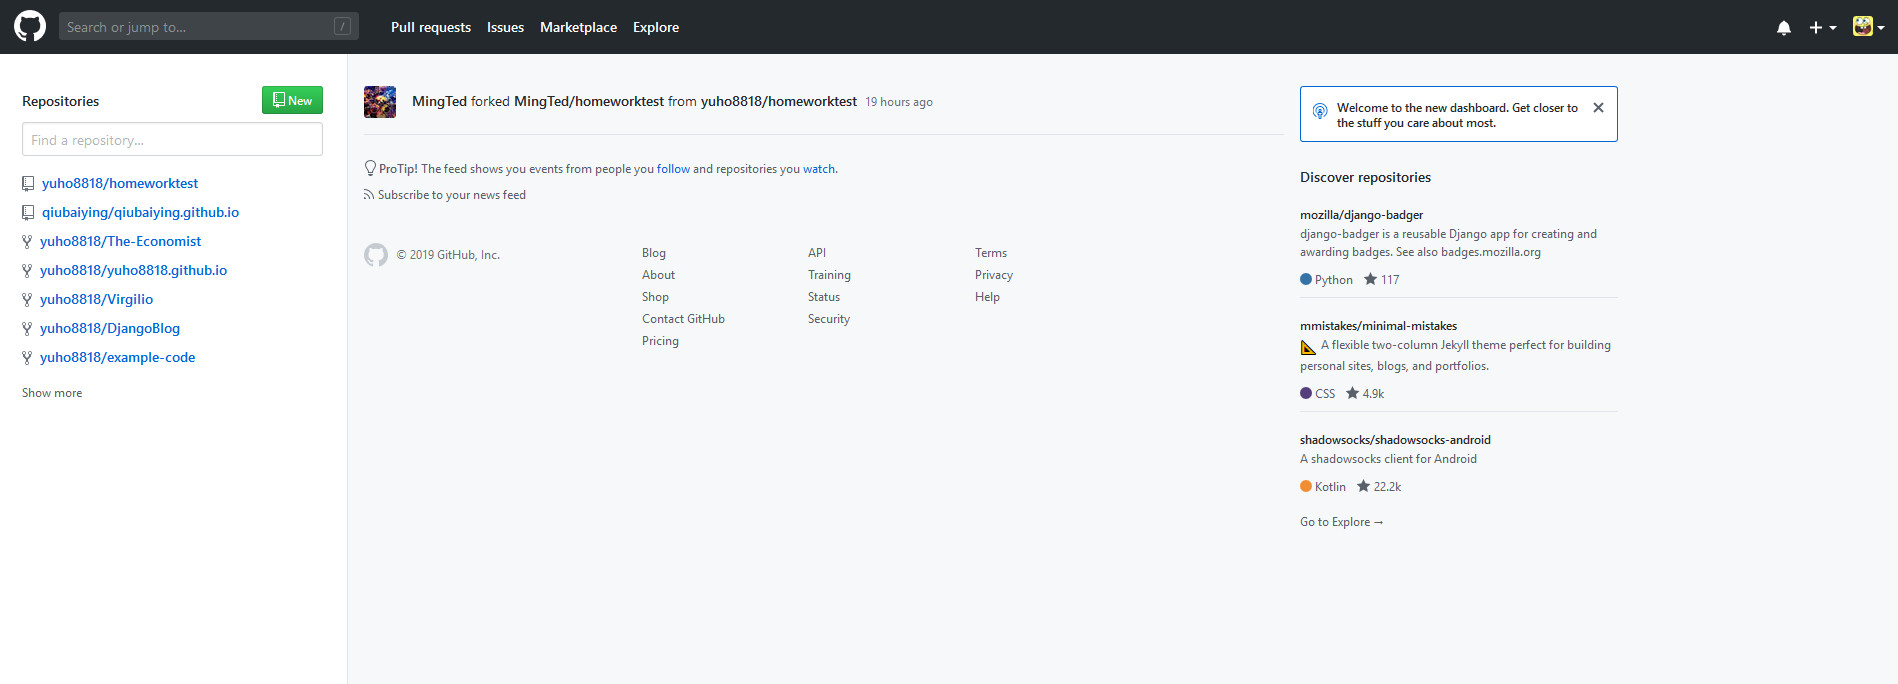 Search or jump to...
/
Pull requests
Issues
Marketplace
Explore
Repositories
New
Find a repository...
yuho8818/homeworktest
qiubaiying/qiubaiying.github.io
yuho8818/The-Economist
yuho8818/yuho8818.github.io
yuho8818/Virgilio
yuho8818/DjangoBlog
yuho8818/example-code
Show more
MingTed forked MingTed/homeworktest from yuho8818/homeworktest 19 hours ago
ProTip! The feed shows you events from people you follow and repositories you watch.
Subscribe to your news feed
© 2019 GitHub, Inc.
Blog
About
Shop
Contact GitHub
Pricing
API
Training
Status
Security
Terms
Privacy
Help
Welcome to the new dashboard. Get closer to
the stuff you care about most.
Discover repositories
mozilla/django-badger
django-badger is a reusable Django app for creating and
awarding badges. See also badges.mozilla.org
Python 117
mmistakes/minimal-mistakes
A flexible two-column Jekyll theme perfect for building
personal sites, blogs, and portfolios.
CSS 4.9k
shadowsocks/shadowsocks-android
A shadowsocks client for Android
Kotlin 22.2k
Go to Explore →